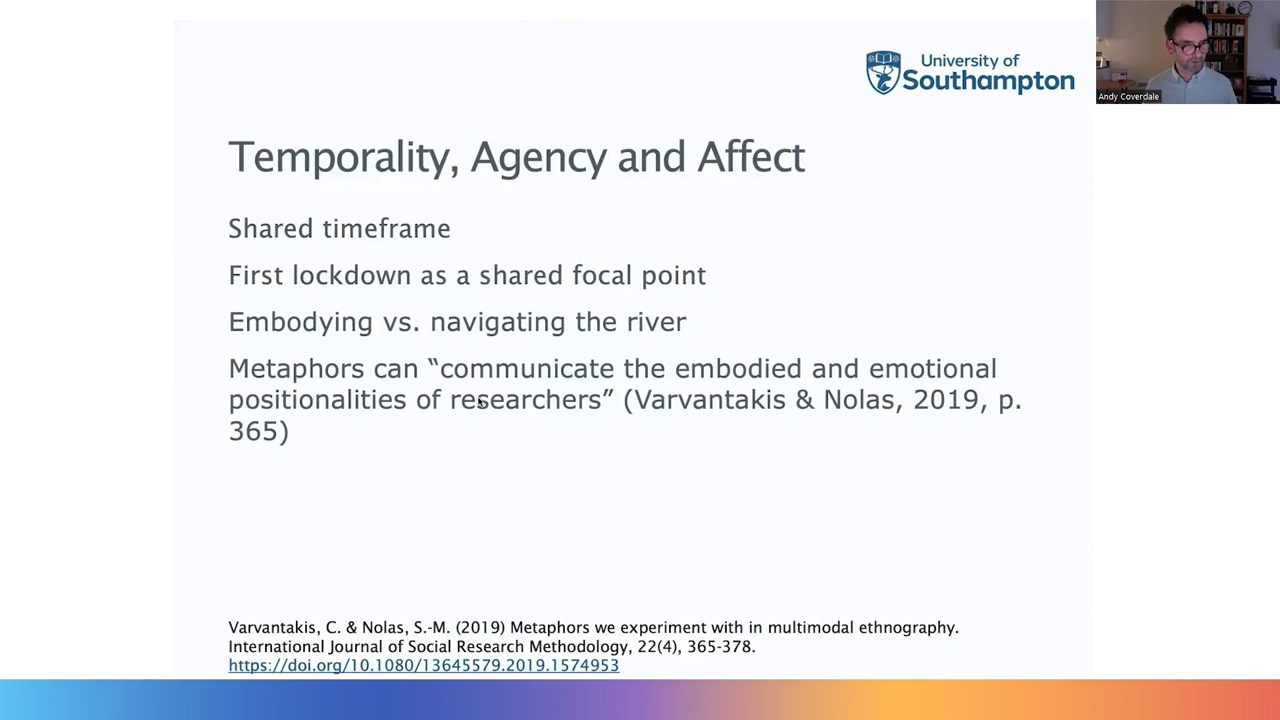 University of
Southampton
Andy Coverdale
Temporality, Agency and Affect
Shared timeframe
First lockdown as a shared focal point
Embodying vs. navigating the river
Metaphors can “communicate the embodied and emotional
positionalities of researchers” (Varvantakis & Nolas, 2019, p.
365)
Varvantakis, C. & Nolas, S.-M. (2019) Metaphors we experiment with in multimodal ethnography.
International Journal of Social Research Methodology, 22(4), 365-378.
https://doi.org/10.1080/13645579.2019.1574953